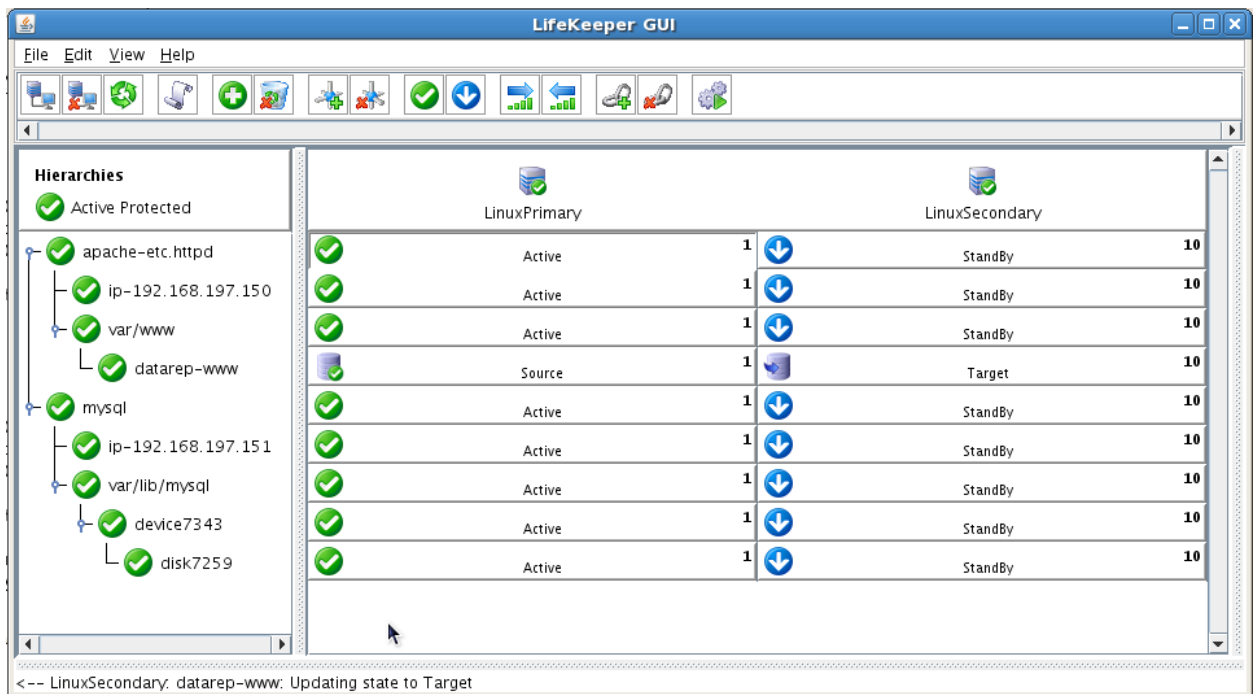 LifeKeeper GUI
File Edit View Help
Hierarchies
Active Protected
LinuxPrimary LinuxSecondary
apache-etc.httpd Active 1 StandBy 10
ip-192.168.197.150 Active 1 StandBy 10
var/www Active 1 StandBy 10
datarep-www Source 1 Target 10
mysql Active 1 StandBy 10
ip-192.168.197.151 Active 1 StandBy 10
var/lib/mysql Active 1 StandBy 10
device7343 Active 1 StandBy 10
disk7259 Active 1 StandBy 10
<-- LinuxSecondary: datarep-www: Updating state to Target